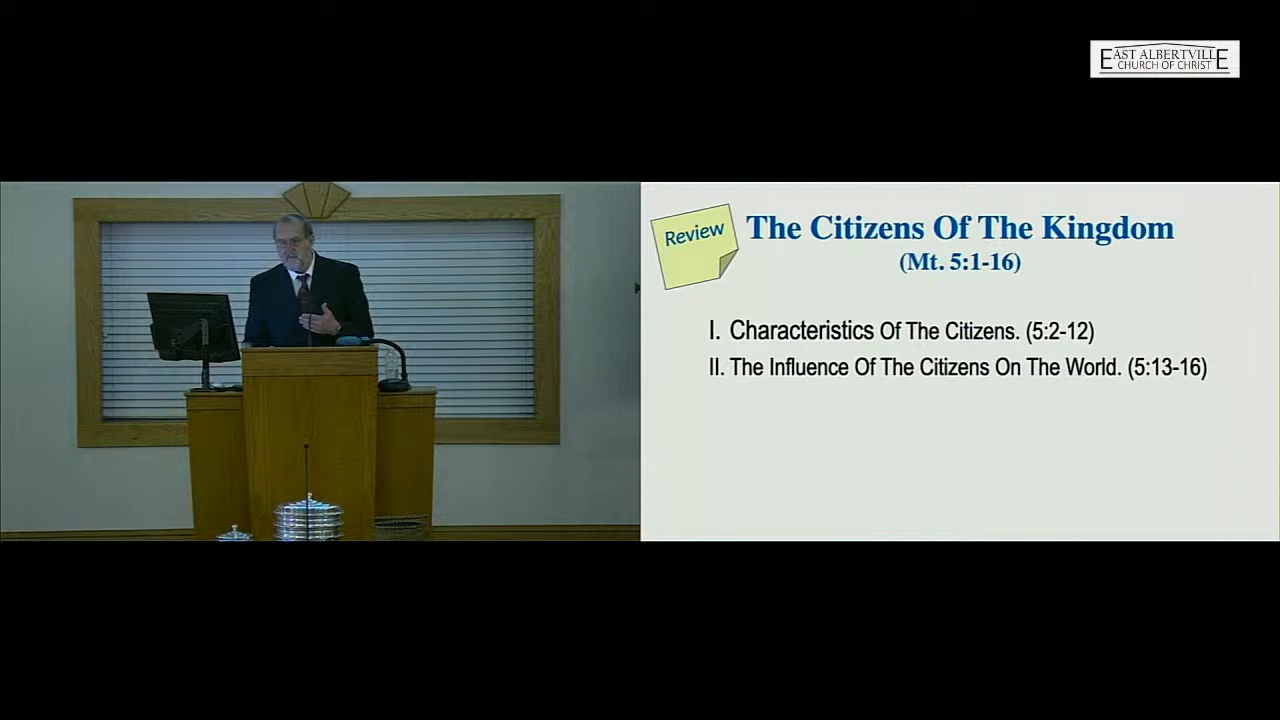 EAST ALBERTVILLE
CHURCH OF CHRIST
Review
The Citizens Of The Kingdom
(Mt. 5:1-16)
I. Characteristics Of The Citizens. (5:2-12)
II. The Influence Of The Citizens On The World. (5:13-16)